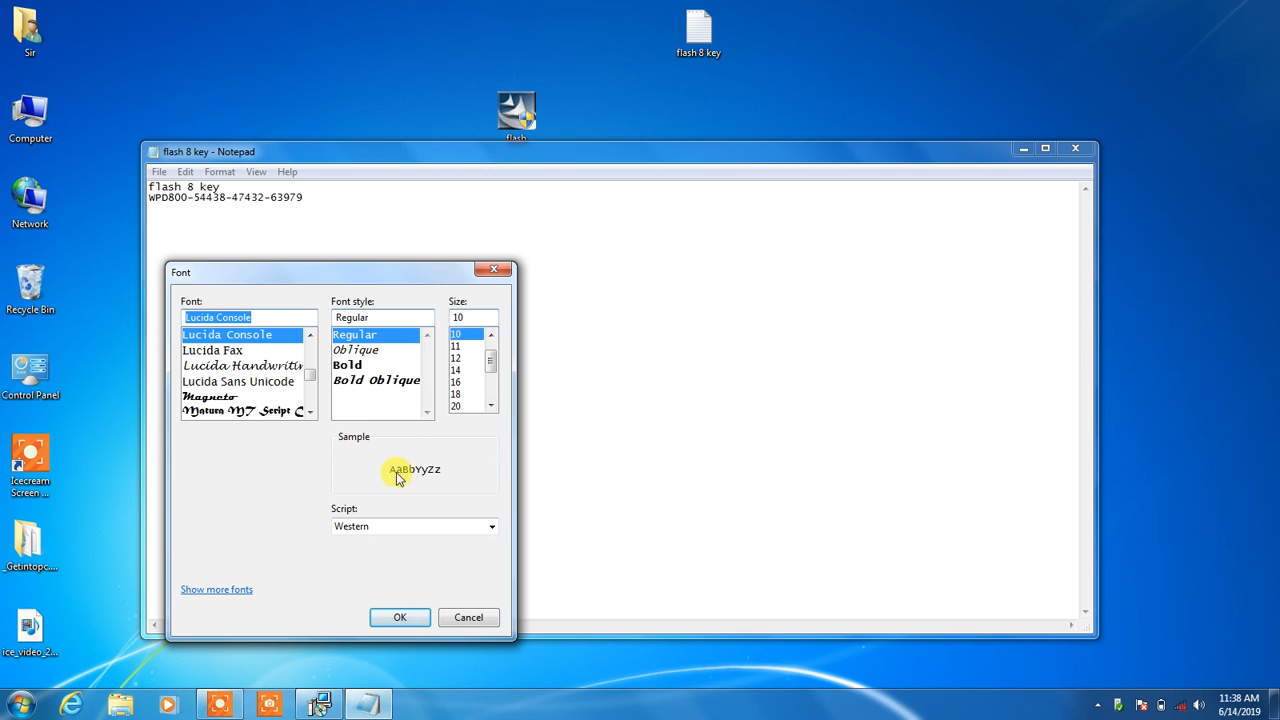 Sir
Computer
Network
Recycle Bin
Control Panel
Icecream
Screen ...
_Getintopc....
ice_video_2...
flash 8 key
flash
flash 8 key - Notepad
File Edit Format View Help
flash 8 key
WPD800-54438-47432-63979
Font
Font: Font style: Size:
Lucida Console Regular 10
Lucida Console Regular 10
Lucida Fax Oblique 11
Lucida Handwritin Bold 12
Lucida Sans Unicode Bold Oblique 14
Magneto 16
Matura MT Script C 18
20
Sample
AaBbYyZz
Script:
Western
Show more fonts
OK Cancel
11:38 AM
6/14/2019